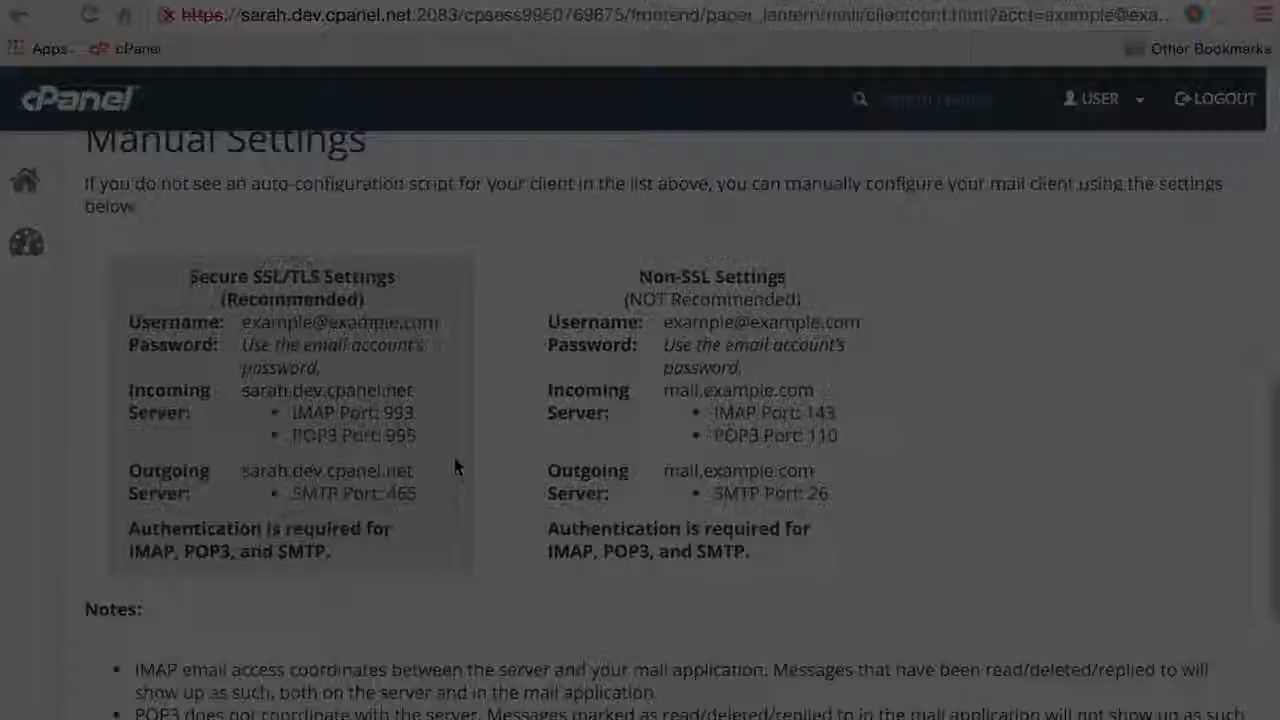 https://sarah.dev.cpanel.net:2083/cpsess9960769675/frontend/paper_lantern/mail/clientconf.html?acct=example@exa...
Apps cPanel Other Bookmarks
cPanel USER LOGOUT
Manual Settings
If you do not see an auto-configuration script for your client in the list above, you can manually configure your mail client using the settings
below.
Secure SSL/TLS Settings
(Recommended)
Username: example@example.com
Password: Use the email account's
password.
Incoming sarah.dev.cpanel.net
Server: • IMAP Port: 993
• POP3 Port: 995
Outgoing sarah.dev.cpanel.net
Server: • SMTP Port: 465
Authentication is required for
IMAP, POP3, and SMTP.
Non-SSL Settings
(NOT Recommended)
Username: example@example.com
Password: Use the email account's
password.
Incoming mail.example.com
Server: • IMAP Port: 143
• POP3 Port: 110
Outgoing mail.example.com
Server: • SMTP Port: 26
Authentication is required for
IMAP, POP3, and SMTP.
Notes:
• IMAP email access coordinates between the server and your mail application. Messages that have been read/deleted/replied to will
show up as such, both on the server and in the mail application.
• POP3 does not coordinate with the server. Messages marked as read/deleted/replied to in the mail application will not show up as such